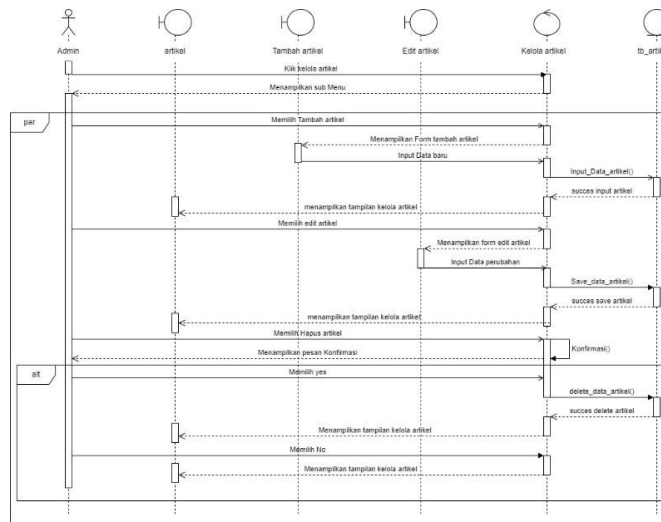 Admin
artikel
Tambah artikel
Edit artikel
Kelola artikel
Klik kelola artikel
Menampilkan sub Menu
par
Memilih Tambah artikel
Menampilkan Form tambah artikel
Input Data baru
Input_Data_artikel()
succes input artikel
menampilkan tampilan kelola artikel
Memilih edit artikel
Menampilkan form edit artikel
Input Data perubahan
Save_data_artikel()
succes save artikel
menampilkan tampilan kelola artikel
Memilih Hapus artikel
Konfirmasi()
Menampilkan pesan Konfirmasi
alt
Memilih yes
delete_data_artikel()
succes delete artikel
Menampilkan tampilan kelola artikel
Memilih No
Menampilkan tampilan kelola artikel